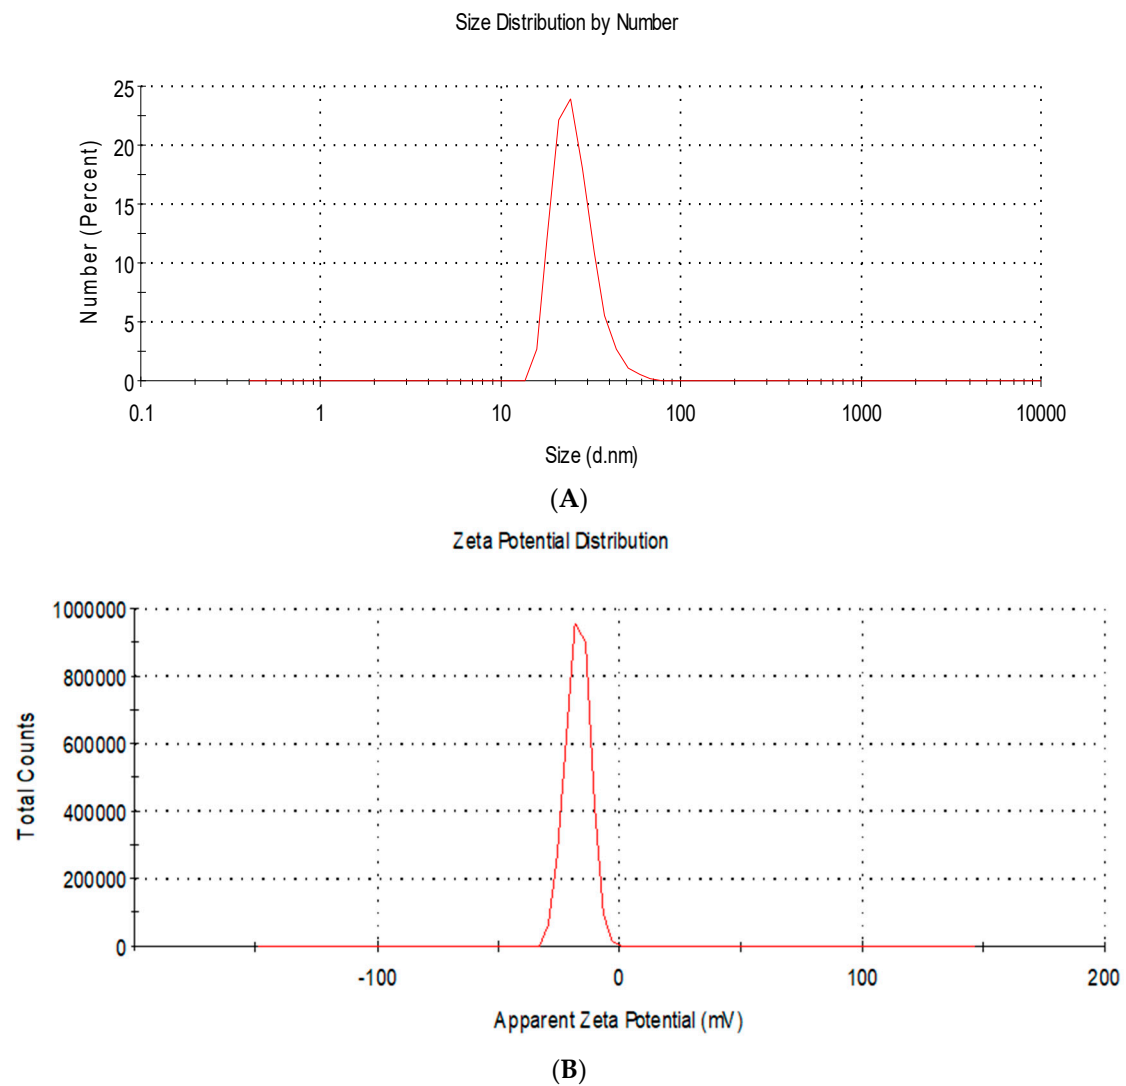 Size Distribution by Number
25
20
15
10
5
0
Number (Percent)
0.1 1 10 100 1000 10000
Size (d.nm)
(A)
Zeta Potential Distribution
1000000
800000
600000
400000
200000
0
Total Counts
-100 0 100 200
Apparent Zeta Potential (mV)
(B)